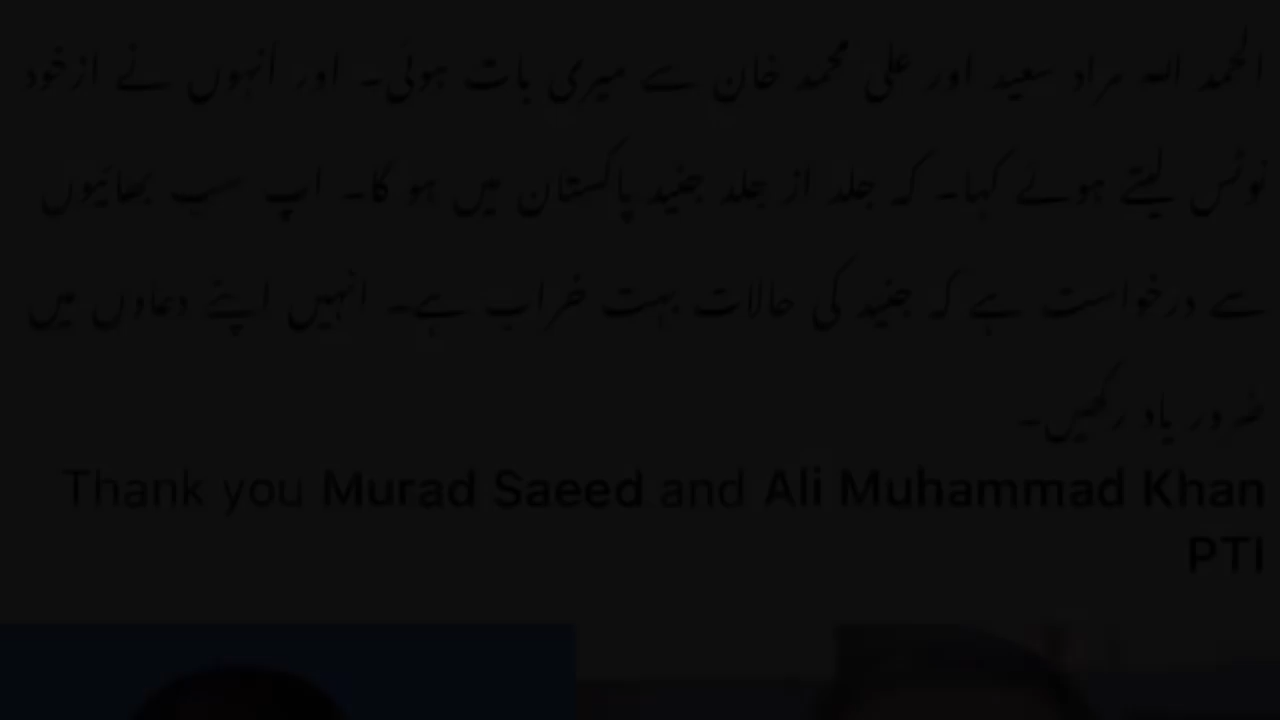 الحمد اللہ مراد سعید اور علی محمد خان سے میری بات ہوئی۔ اور انہوں نے ازخود
نوٹس لیتے ہوئے کہا۔ کہ جلد از جلد جنید پاکستان میں ہو گا۔ اپ سب بھائیوں
سے درخواست ہے کہ جنید کی حالات بہت خراب ہے۔ انہیں اپنے دعاوں میں
ضرور یاد رکھیں۔
Thank you Murad Saeed and Ali Muhammad Khan
PTI